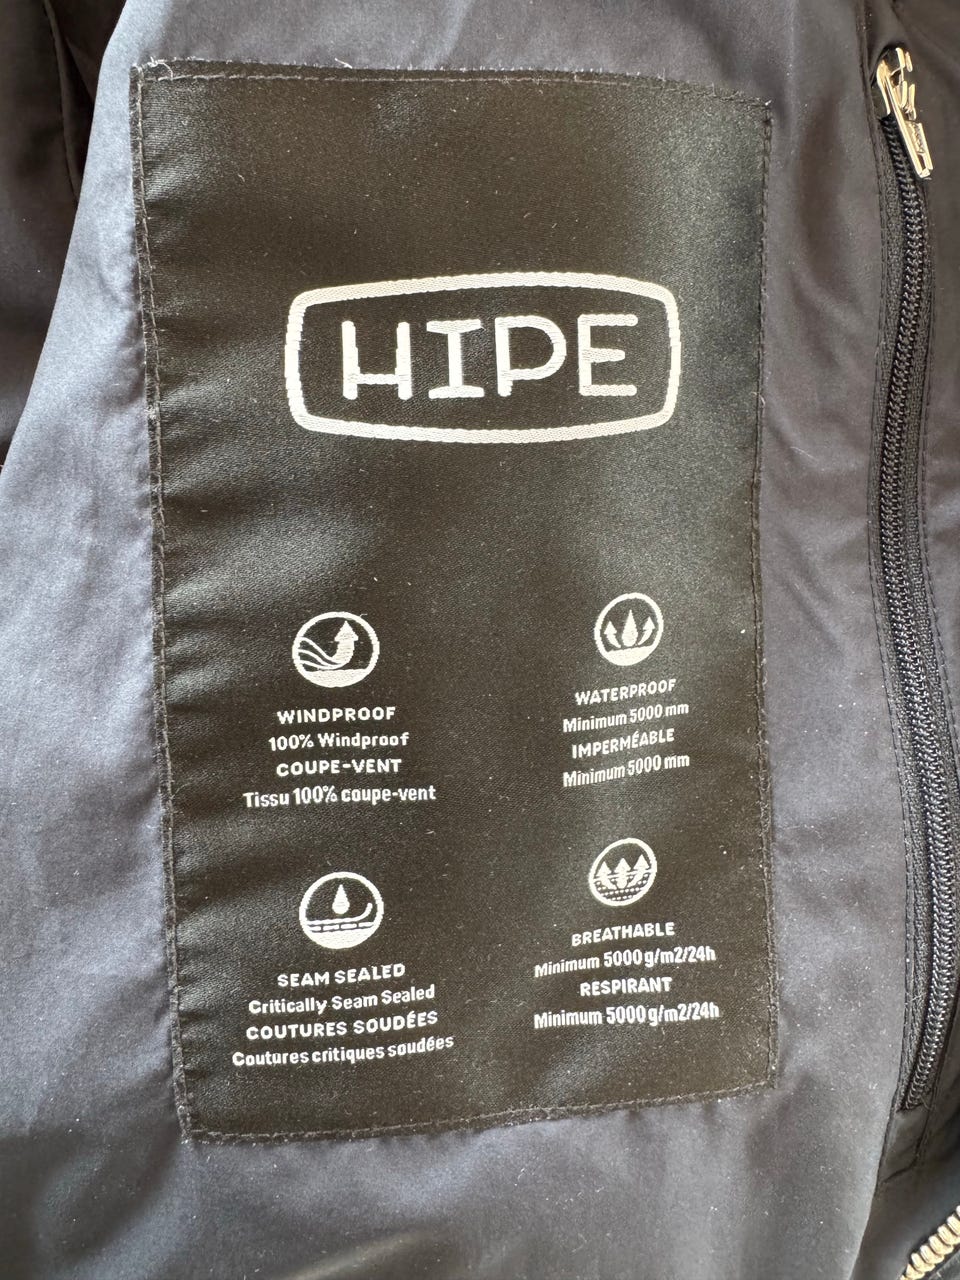 HIPE
WINDPROOF
100% Windproof
COUPE-VENT
Tissu 100% coupe-vent
WATERPROOF
Minimum 5000 mm
IMPERMÉABLE
Minimum 5000 mm
SEAM SEALED
Critically Seam Sealed
COUTURES SOUDÉES
Coutures critiques soudées
BREATHABLE
Minimum 5000 g/m2/24h
RESPIRANT
Minimum 5000 g/m2/24h